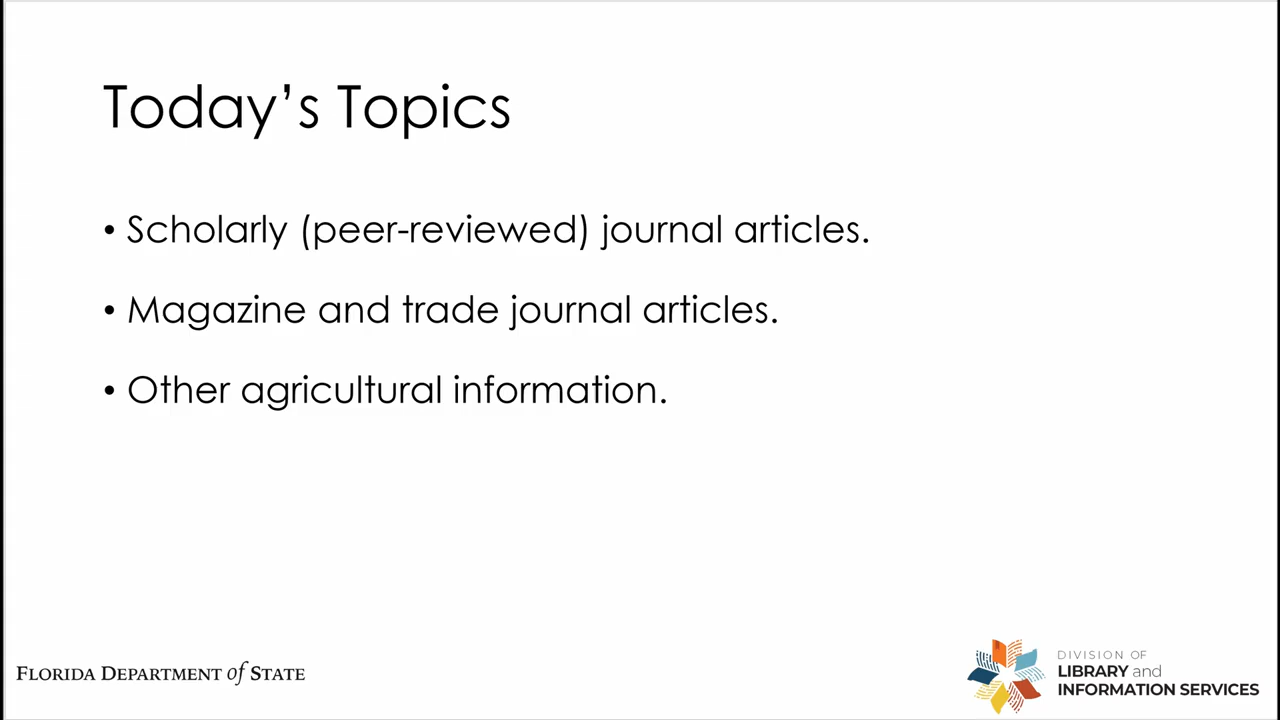 Today’s Topics
• Scholarly (peer-reviewed) journal articles.
• Magazine and trade journal articles.
• Other agricultural information.
FLORIDA DEPARTMENT of STATE
DIVISION OF
LIBRARY and
INFORMATION SERVICES